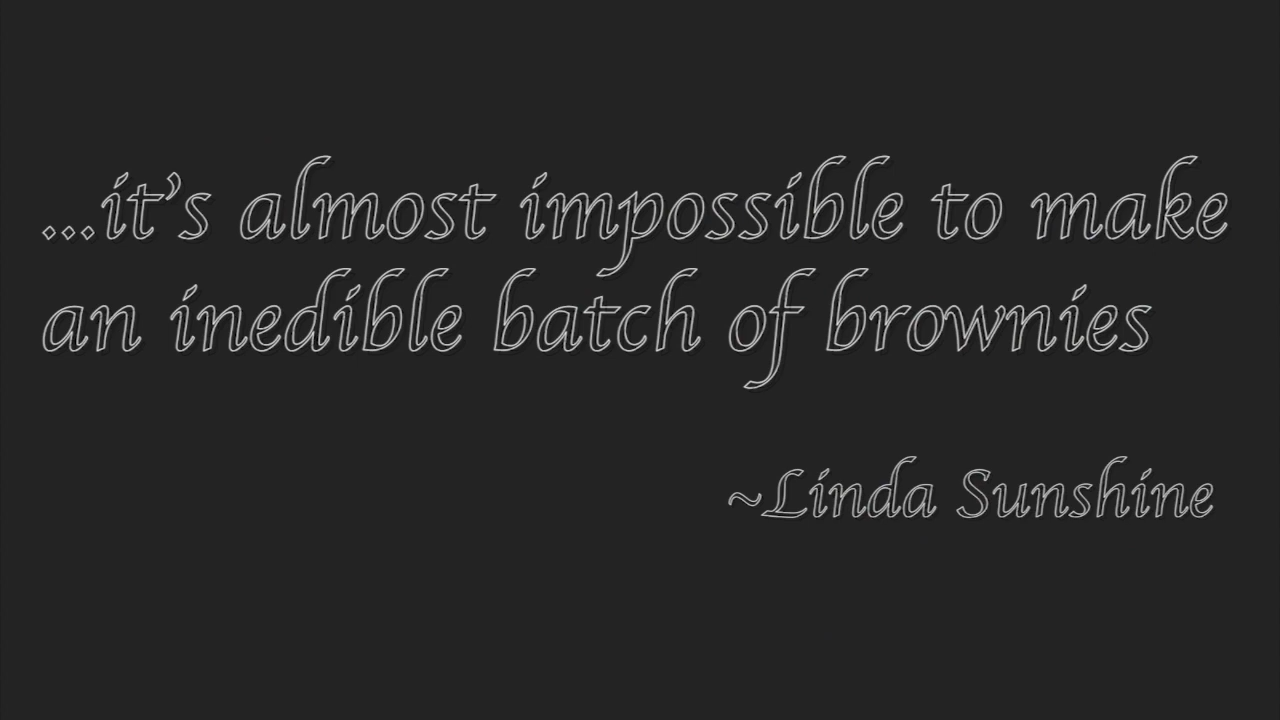 ...it’s almost impossible to make
an inedible batch of brownies
~Linda Sunshine